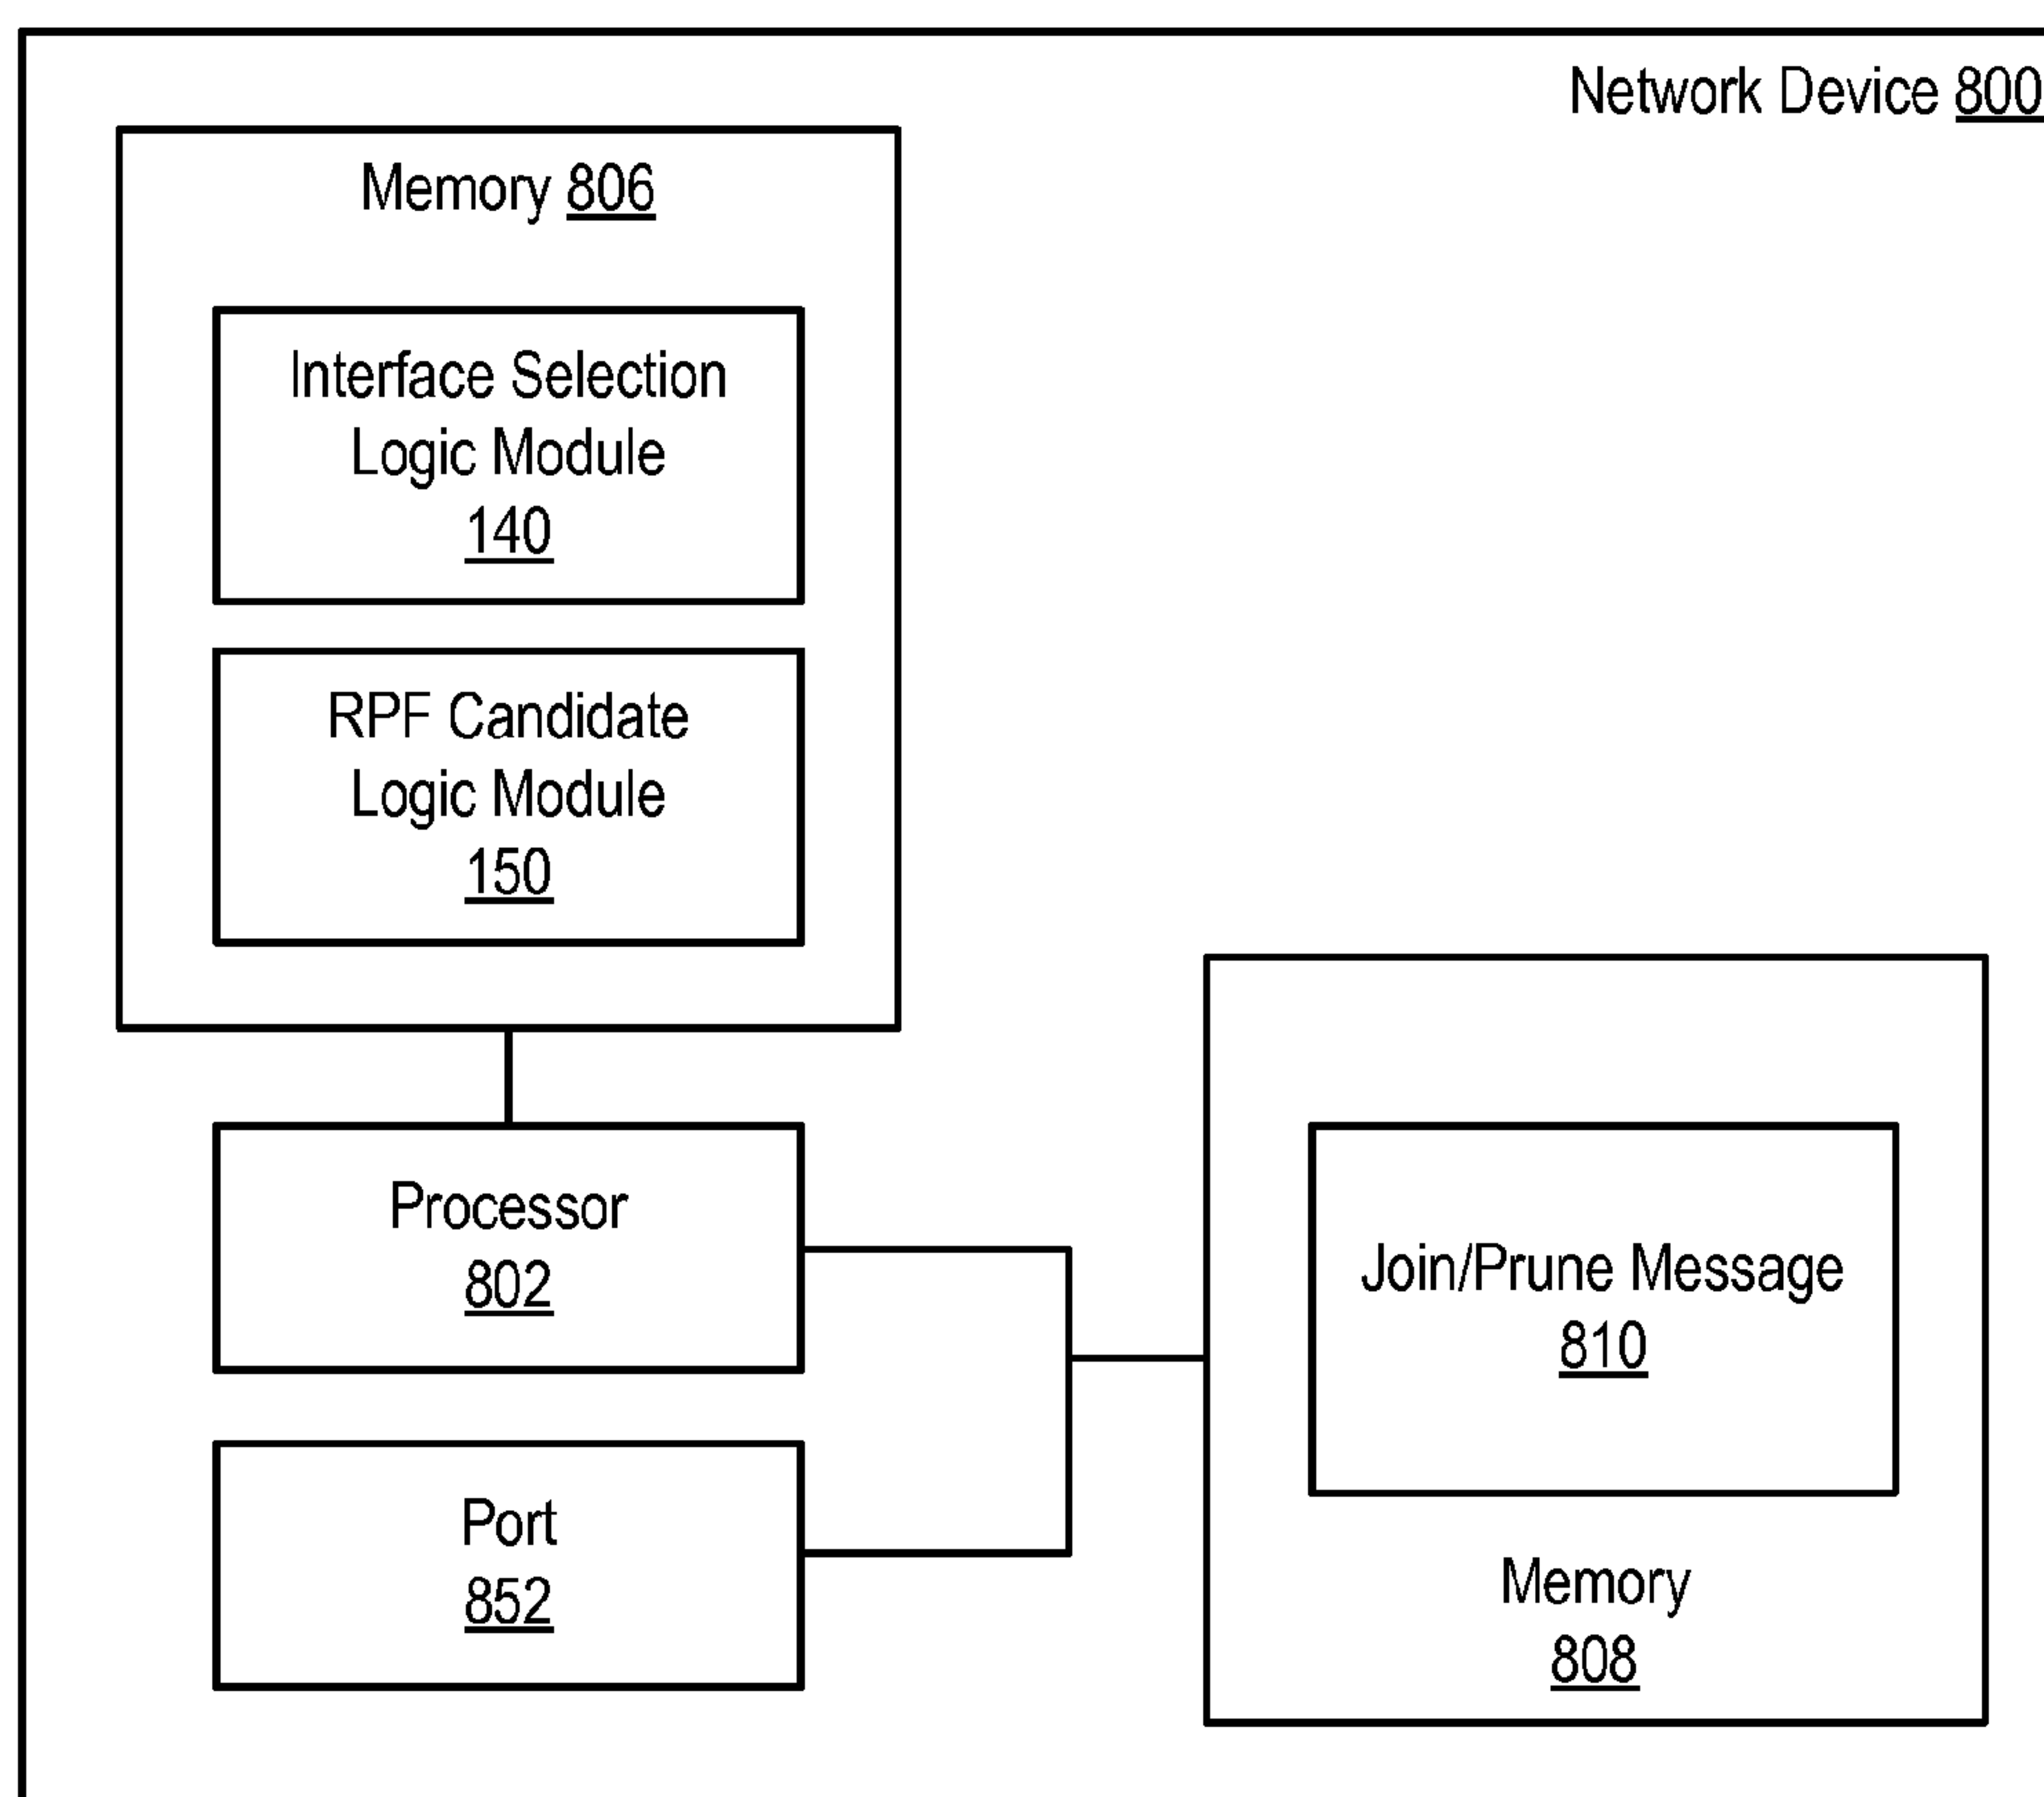 Network Device 800
Memory 806
Interface Selection
Logic Module
140
RPF Candidate
Logic Module
150
Processor
802
Port
852
Join/Prune Message
810
Memory
808